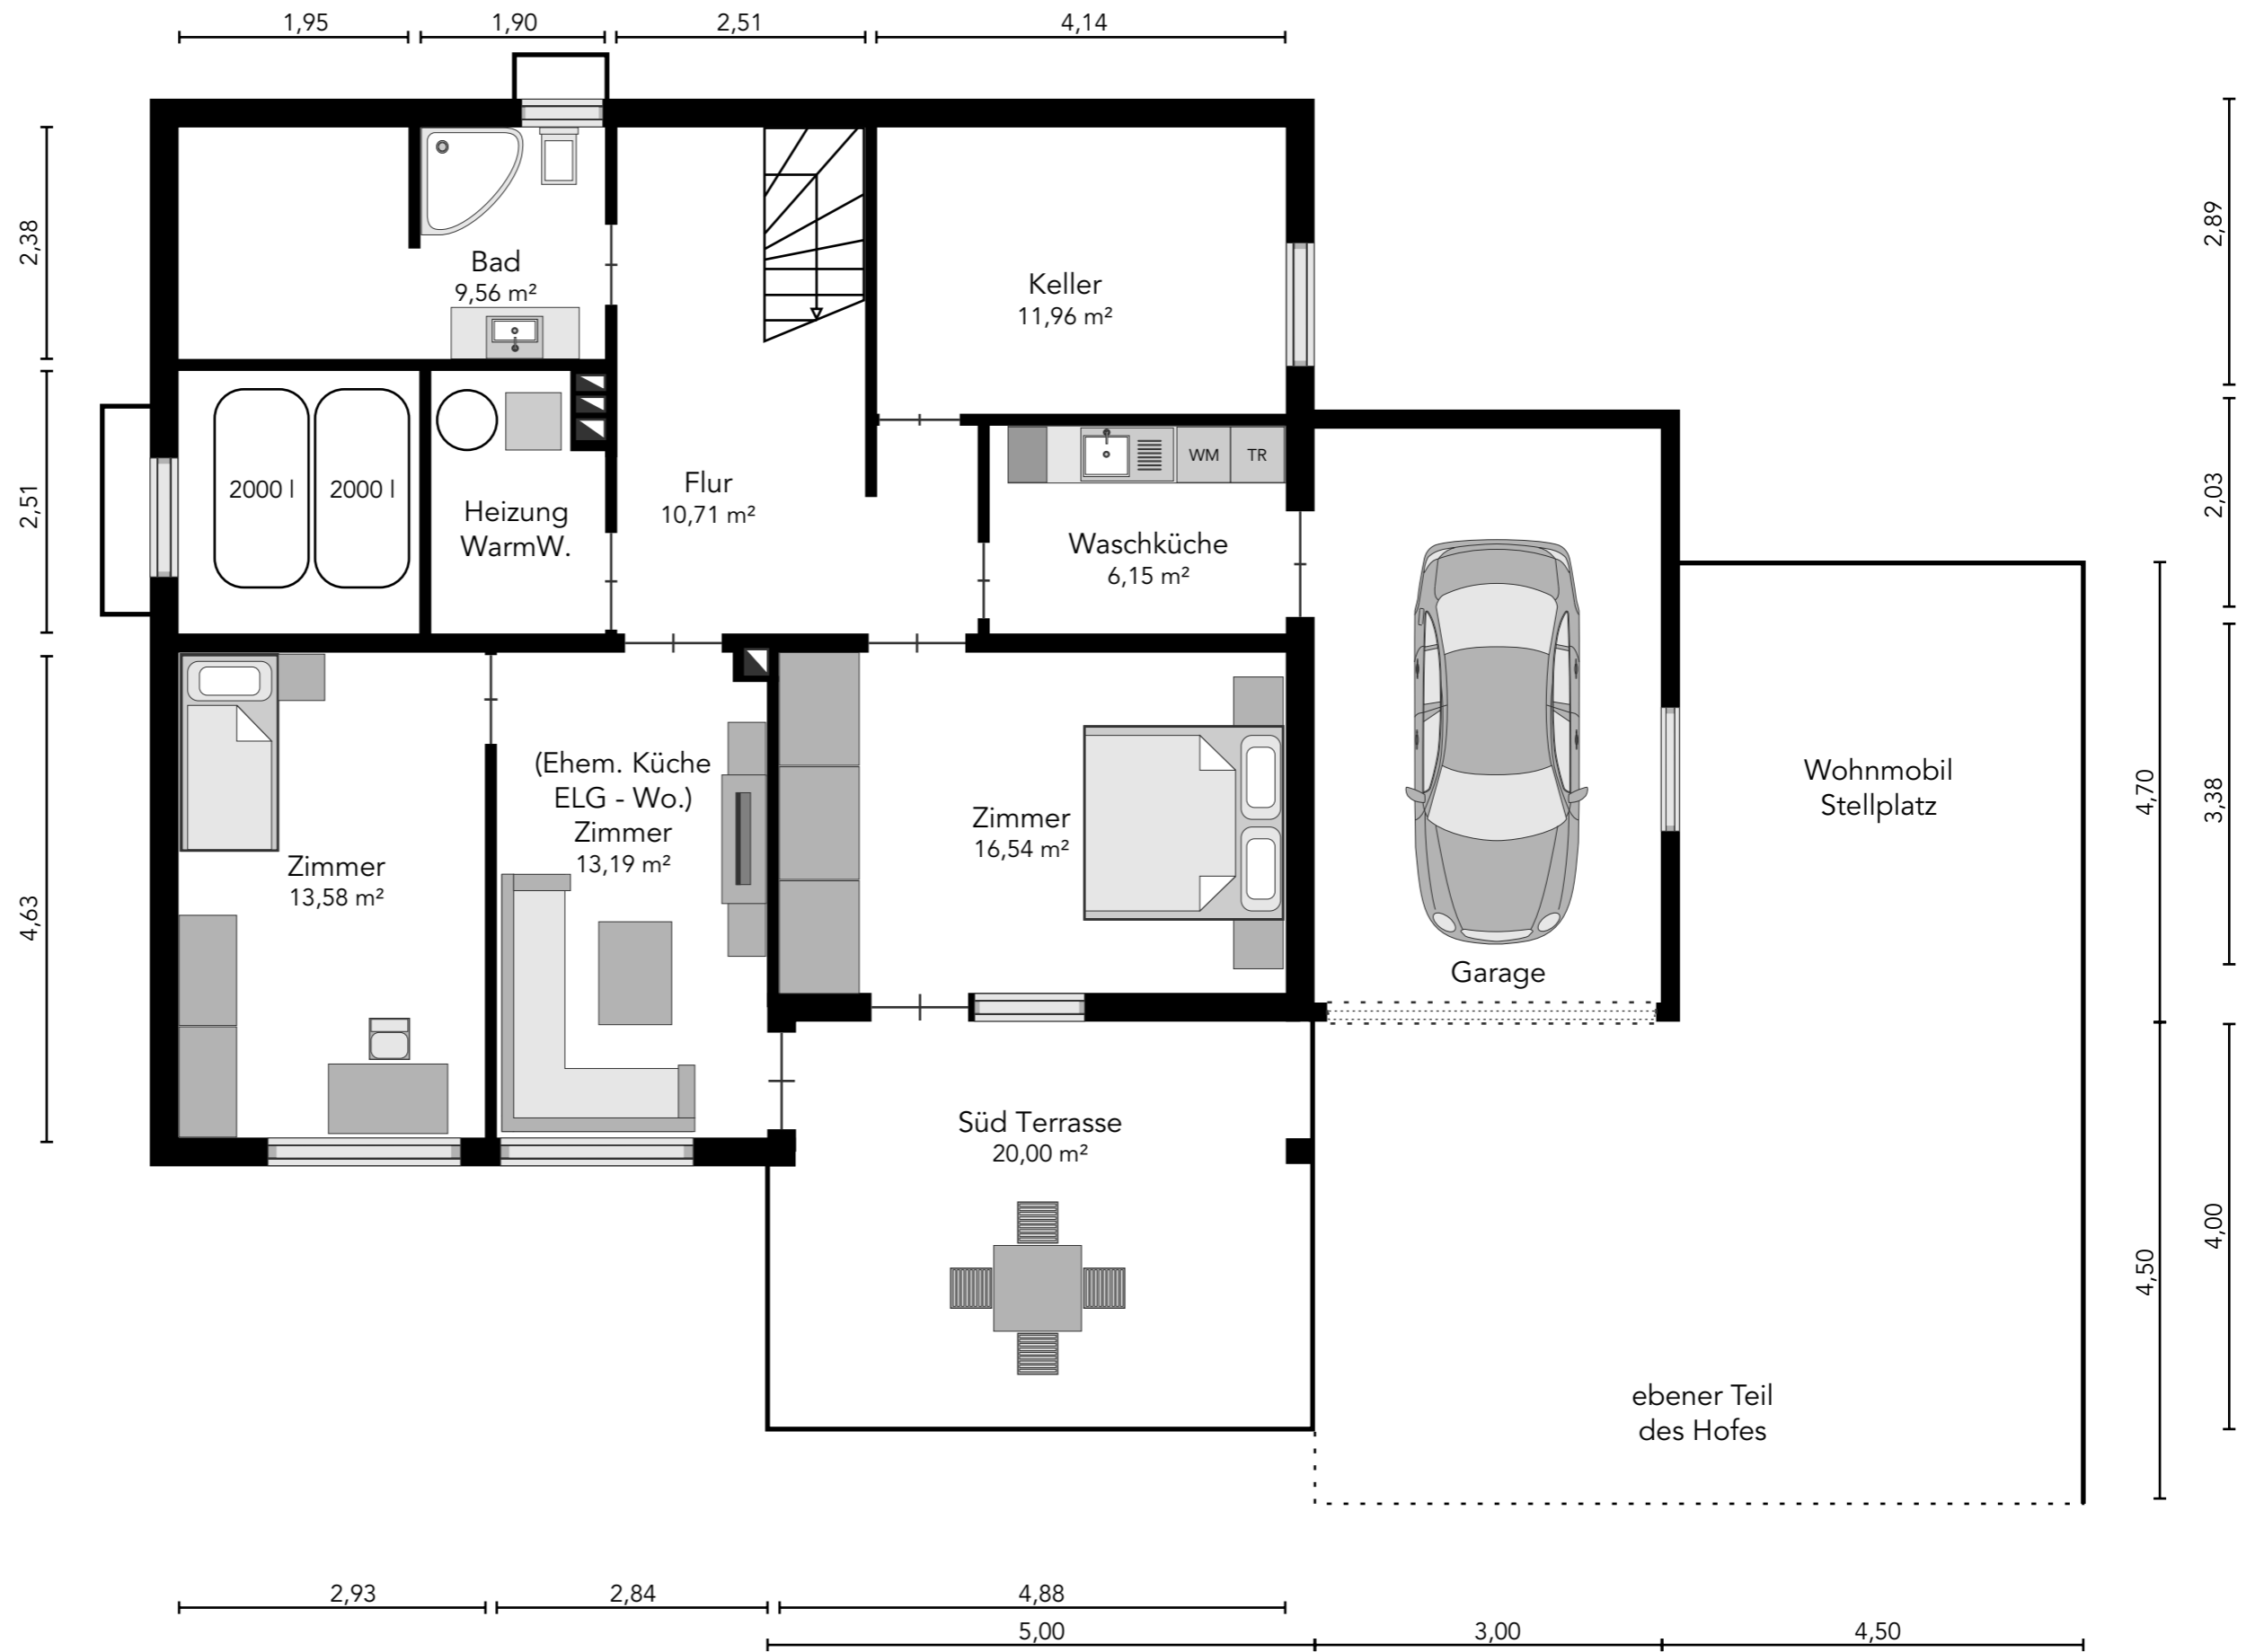 1,95
1,90
2,51
4,14
2,38
2,51
4,63
2,89
2,03
3,38
4,00
4,70
4,50
Bad
9,56 m²
Keller
11,96 m²
2000 l
2000 l
Heizung
WarmW.
Flur
10,71 m²
WM
TR
Waschküche
6,15 m²
Zimmer
13,58 m²
(Ehem. Küche
ELG - Wo.)
Zimmer
13,19 m²
Zimmer
16,54 m²
Garage
Wohnmobil
Stellplatz
Süd Terrasse
20,00 m²
ebener Teil
des Hofes
2,93
2,84
4,88
5,00
3,00
4,50